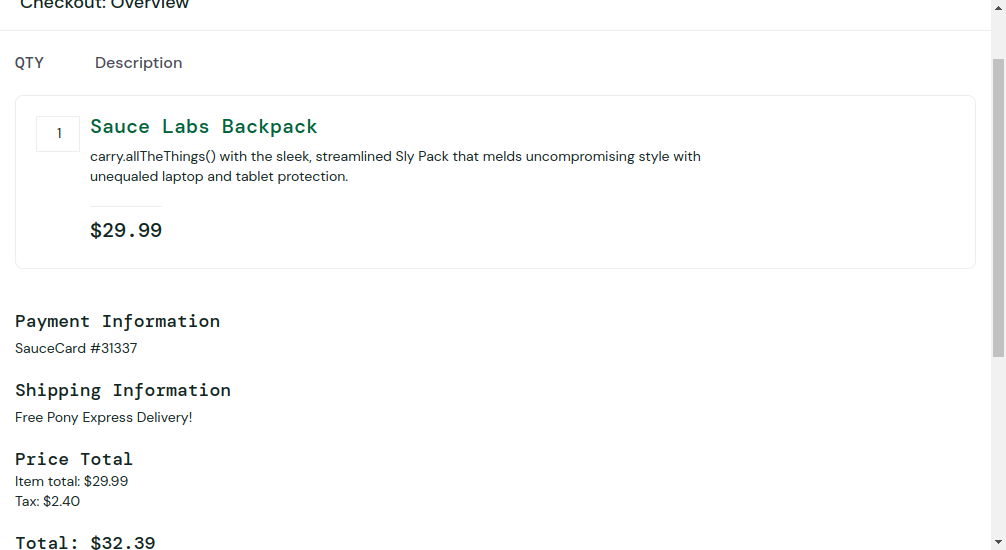 Checkout: Overview
QTY Description
1 Sauce Labs Backpack
carry.allTheThings() with the sleek, streamlined Sly Pack that melds uncompromising style with
unequaled laptop and tablet protection.
$29.99
Payment Information
SauceCard #31337
Shipping Information
Free Pony Express Delivery!
Price Total
Item total: $29.99
Tax: $2.40
Total: $32.39